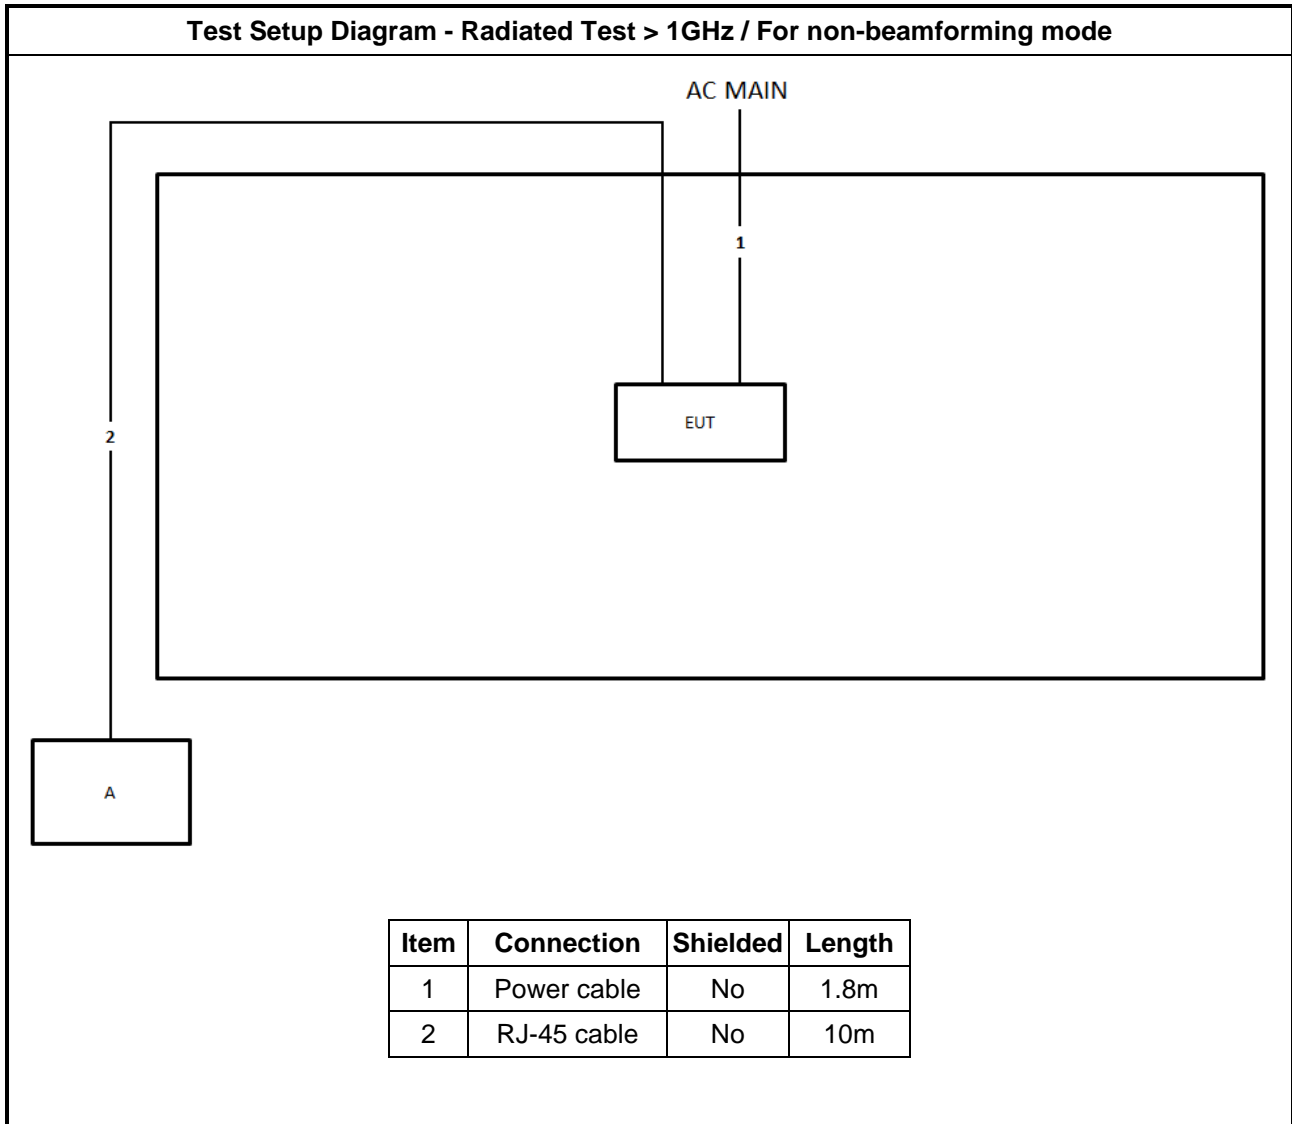 Test Setup Diagram - Radiated Test > 1GHz / For non-beamforming mode
AC MAIN
1
EUT
2
A
Item Connection Shielded Length
1 Power cable No 1.8m
2 RJ-45 cable No 10m